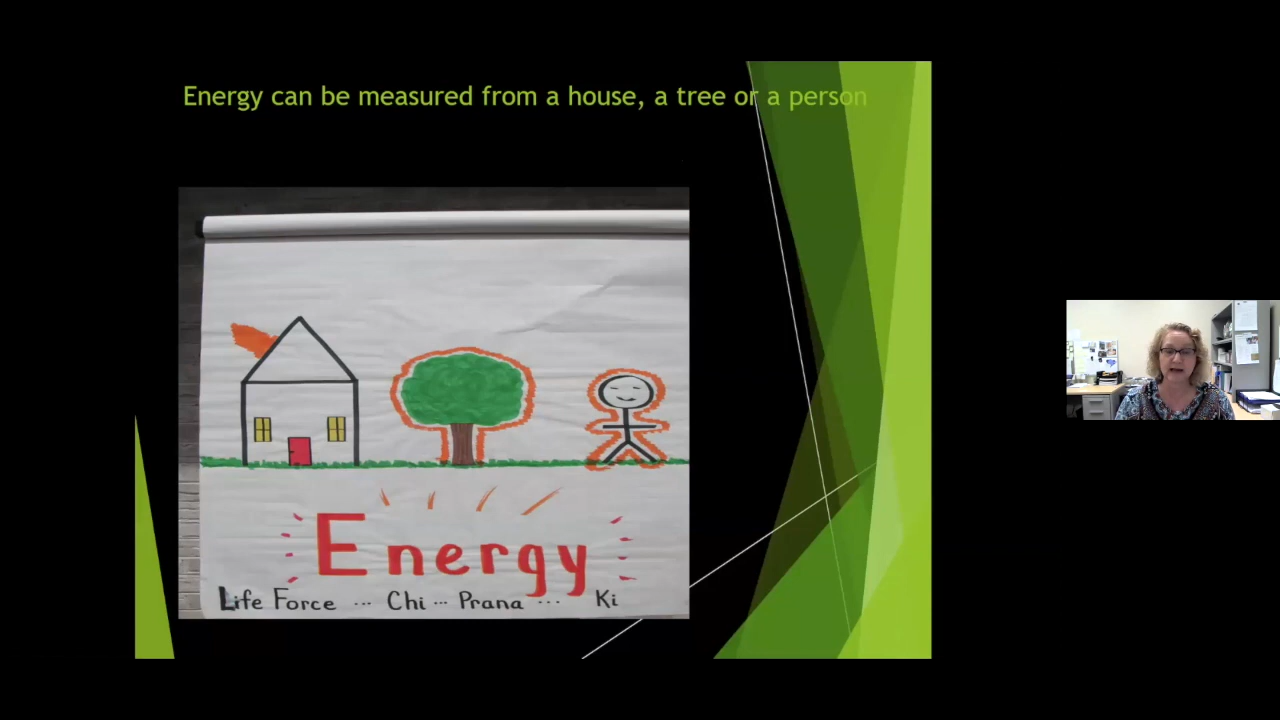 Energy can be measured from a house, a tree or a person
Energy
Life Force ... Chi ... Prana ... Ki